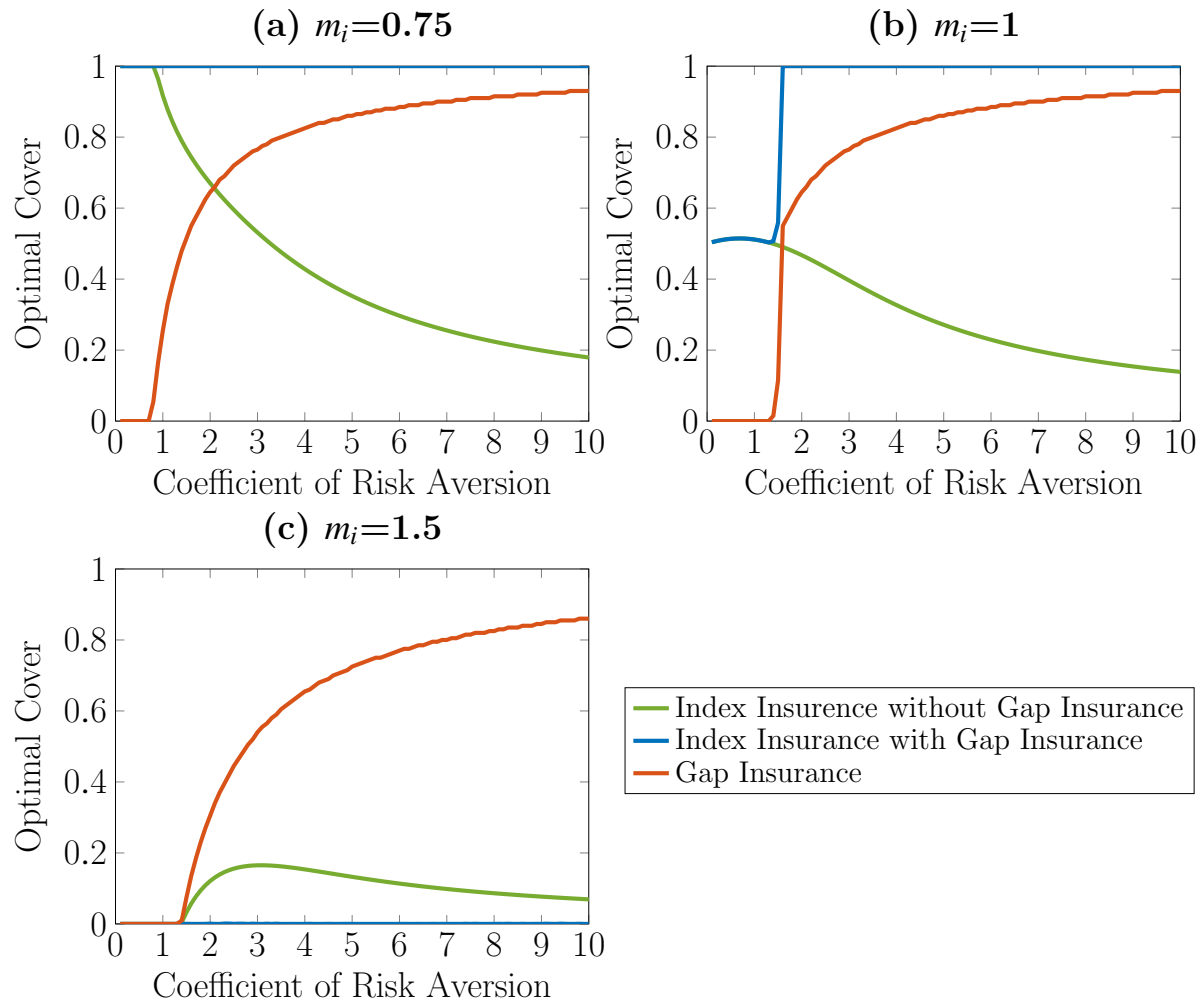 (a) mᵢ=0.75
1
0.8
0.6
0.4
0.2
0
Optimal Cover
0 1 2 3 4 5 6 7 8 9 10
Coefficient of Risk Aversion
(b) mᵢ=1
1
0.8
0.6
0.4
0.2
0
Optimal Cover
0 1 2 3 4 5 6 7 8 9 10
Coefficient of Risk Aversion
(c) mᵢ=1.5
1
0.8
0.6
0.4
0.2
0
Optimal Cover
0 1 2 3 4 5 6 7 8 9 10
Coefficient of Risk Aversion
Index Insurence without Gap Insurance
Index Insurance with Gap Insurance
Gap Insurance